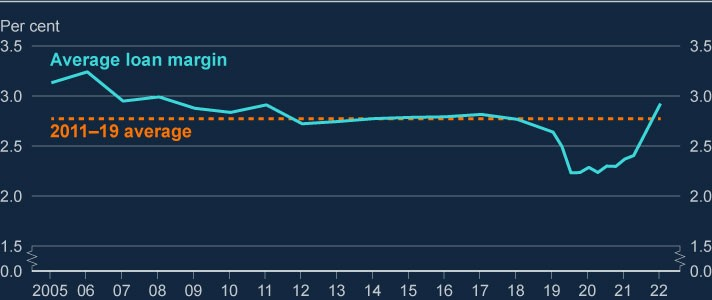 Per cent
3.5 3.5
Average loan margin
3.0 3.0
2011–19 average
2.5 2.5
2.0 2.0
1.5 1.5
0.0 0.0
2005 06 07 08 09 10 11 12 13 14 15 16 17 18 19 20 21 22